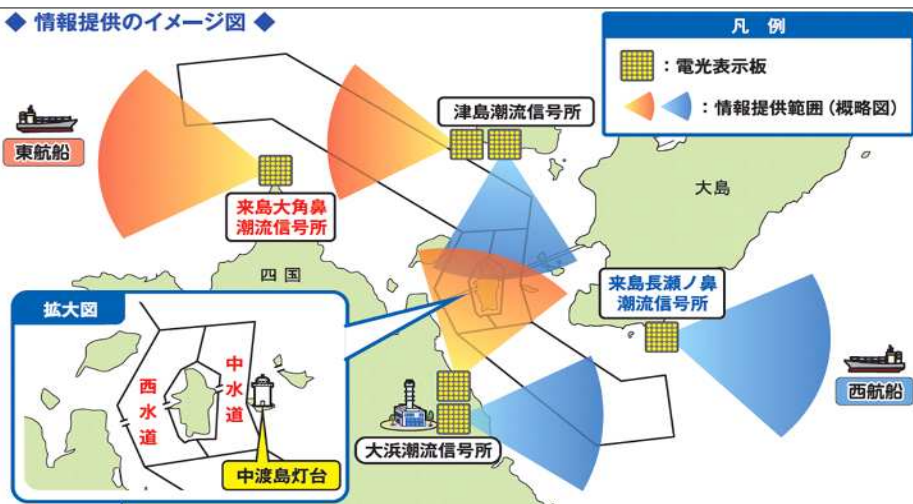 ◆ 情報提供のイメージ図 ◆
凡 例
：電光表示板
：情報提供範囲（概略図）
津島潮流信号所
東航船
大島
来島大角鼻
潮流信号所
四国
来島長瀬ノ鼻
潮流信号所
拡大図
中水道
西水道
西航船
大浜潮流信号所
中渡島灯台